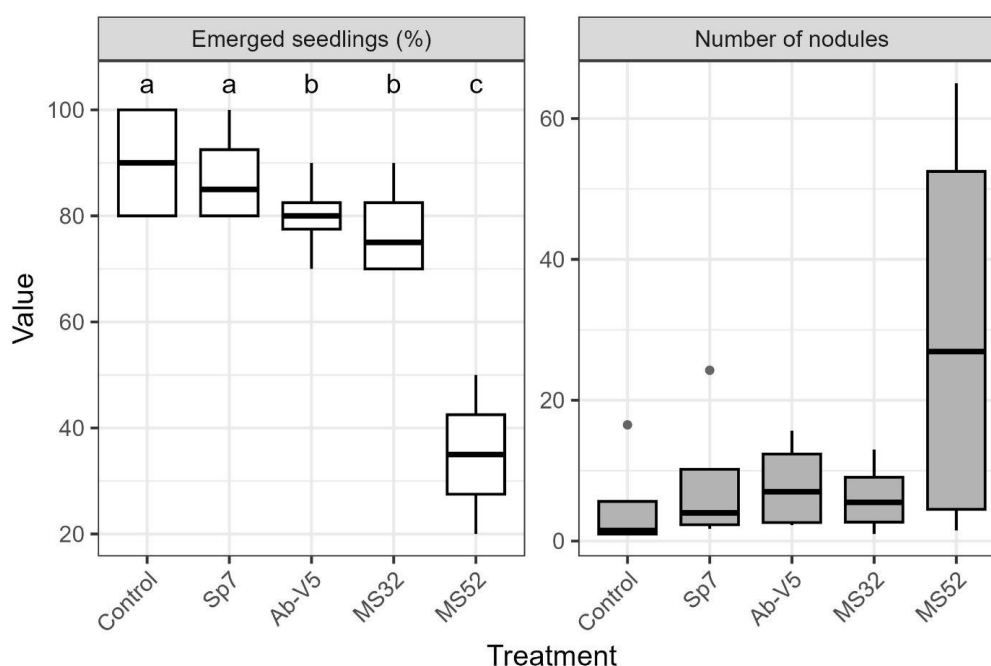 Emerged seedlings (%)
Number of nodules
a a b b c
100
80
60
40
20
60
40
20
0
Value
Control
Sp7
Ab-V5
MS32
MS52
Control
Sp7
Ab-V5
MS32
MS52
Treatment